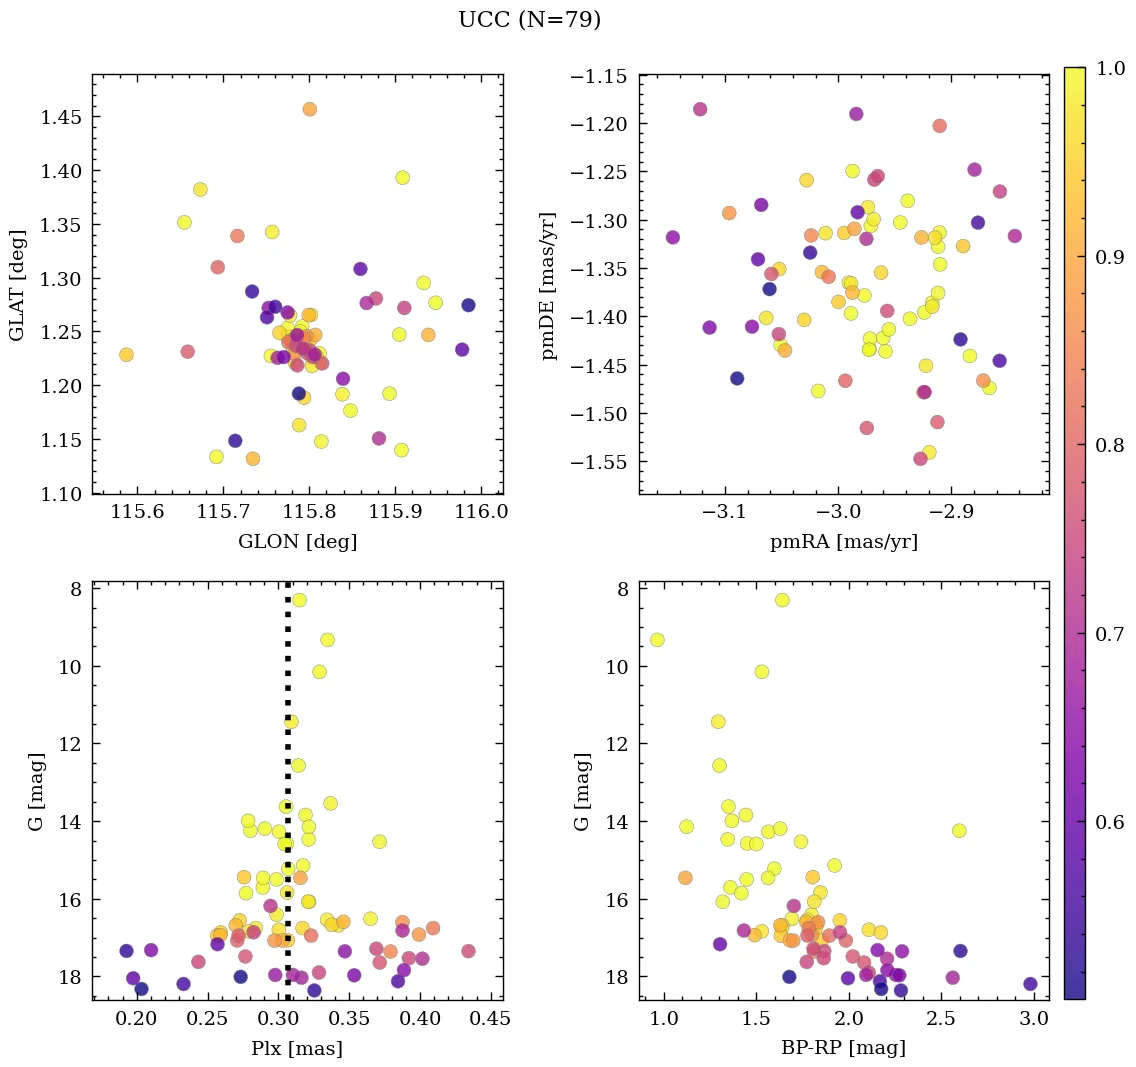 UCC (N=79)
1.45
1.40
1.35
1.30
1.25
1.20
1.15
1.10
GLAT [deg]
115.6 115.7 115.8 115.9 116.0
GLON [deg]
−1.15
−1.20
−1.25
−1.30
−1.35
−1.40
−1.45
−1.50
−1.55
pmDE [mas/yr]
−3.1 −3.0 −2.9
pmRA [mas/yr]
8
10
12
14
16
18
G [mag]
0.20 0.25 0.30 0.35 0.40 0.45
Plx [mas]
8
10
12
14
16
18
G [mag]
1.0 1.5 2.0 2.5 3.0
BP-RP [mag]
1.0
0.9
0.8
0.7
0.6